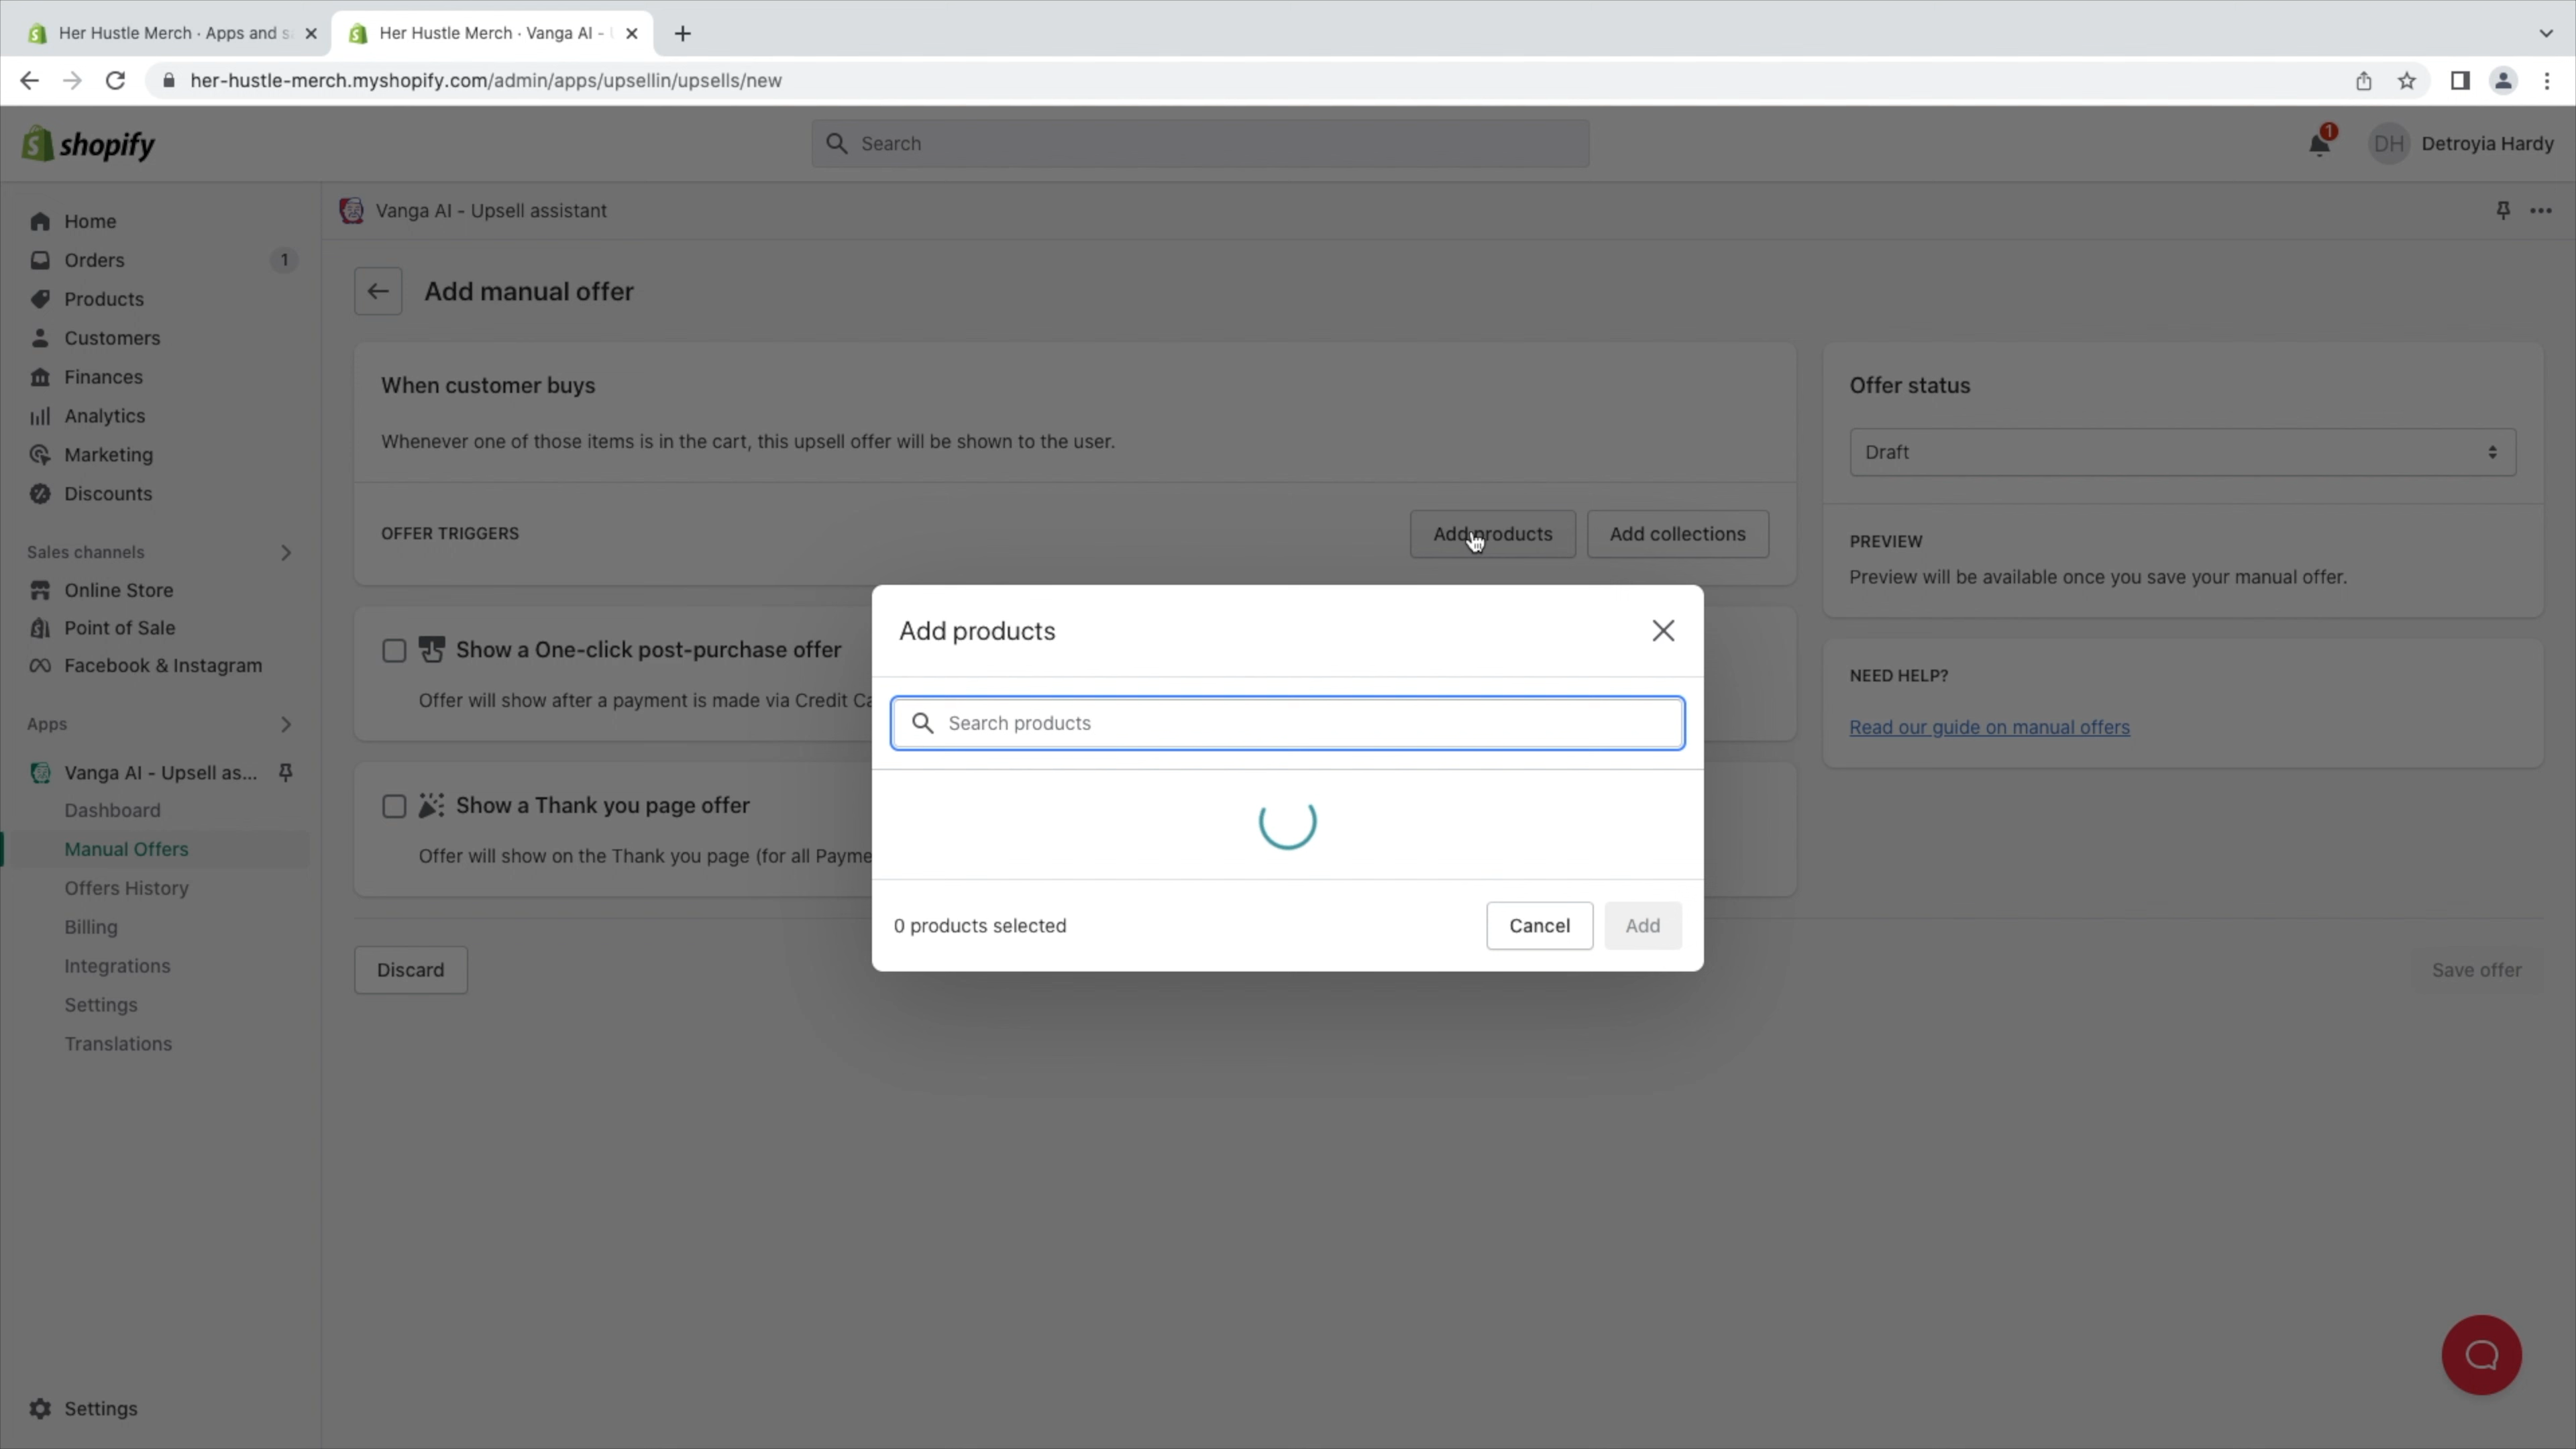 Her Hustle Merch · Apps and s
Her Hustle Merch · Vanga AI -
her-hustle-merch.myshopify.com/admin/apps/upsellin/upsells/new
shopify
Search
1
DH
Detroyia Hardy
Home
Orders 1
Products
Customers
Finances
Analytics
Marketing
Discounts
Sales channels
Online Store
Point of Sale
Facebook & Instagram
Apps
Vanga AI - Upsell as...
Dashboard
Manual Offers
Offers History
Billing
Integrations
Settings
Translations
Settings
Vanga AI - Upsell assistant
Add manual offer
When customer buys
Whenever one of those items is in the cart, this upsell offer will be shown to the user.
OFFER TRIGGERS
Add products
Add collections
Show a One-click post-purchase offer
Offer will show after a payment is made via Credit Ca
Show a Thank you page offer
Offer will show on the Thank you page (for all Payme
Discard
Add products
Search products
0 products selected
Cancel
Add
Offer status
Draft
PREVIEW
Preview will be available once you save your manual offer.
NEED HELP?
Read our guide on manual offers
Save offer